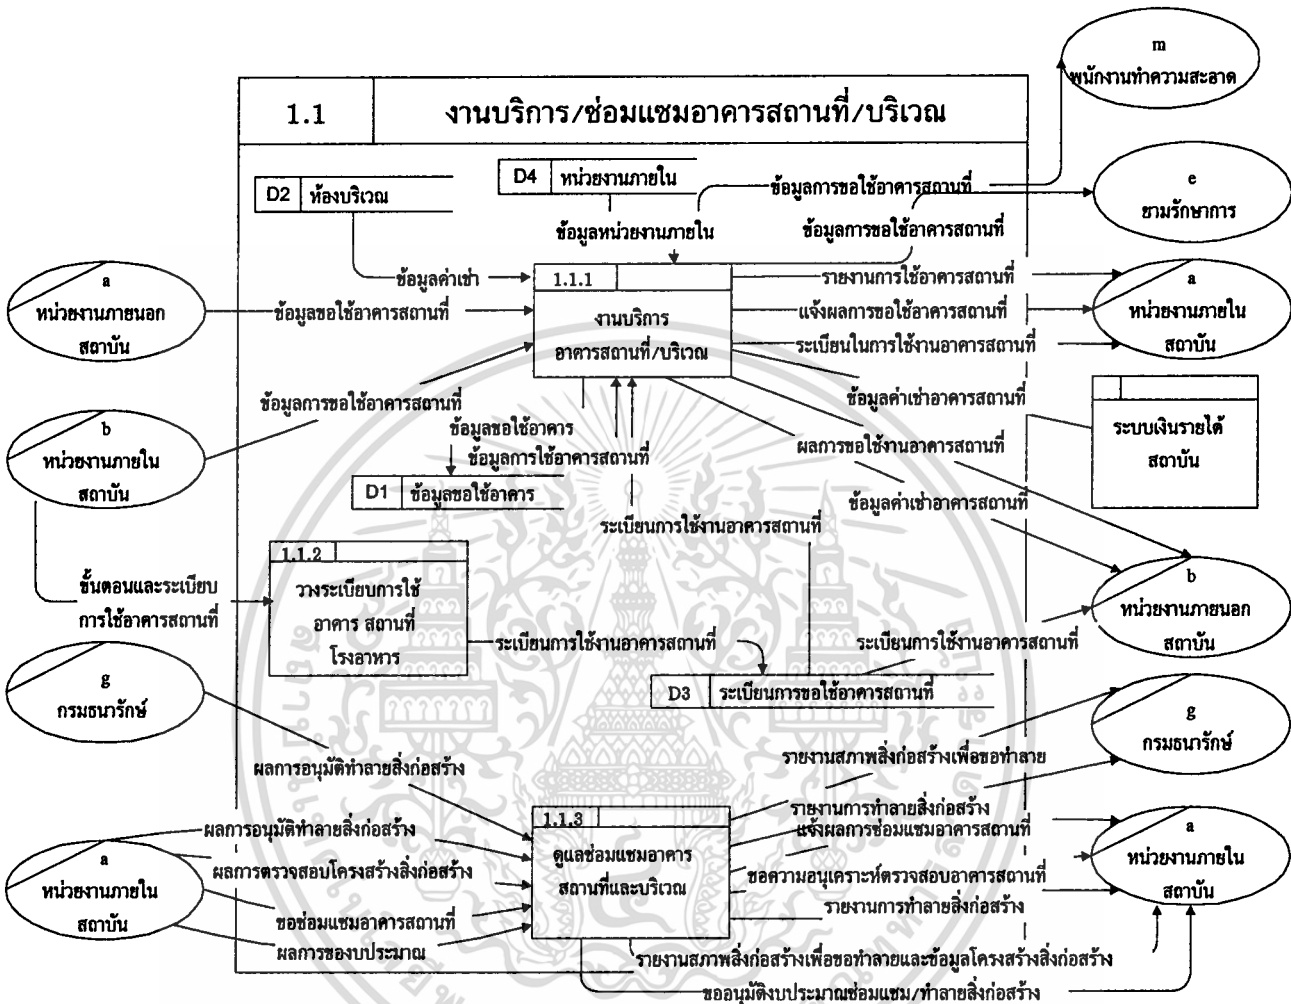 m
พนักงานทำความสะอาด
1.1
งานบริการ/ซ่อมแซมอาคารสถานที่/บริเวณ
D2 ห้องบริเวณ
D4 หน่วยงานภายใน
ข้อมูลการขอใช้อาคารสถานที่
e
ยามรักษาการ
ข้อมูลหน่วยงานภายใน
ข้อมูลการขอใช้อาคารสถานที่
ข้อมูลค่าเช่า
1.1.1
งานบริการ
อาคารสถานที่/บริเวณ
รายงานการใช้อาคารสถานที่
a
หน่วยงานภายนอก
สถาบัน
ข้อมูลขอใช้อาคารสถานที่
แจ้งผลการขอใช้อาคารสถานที่
a
หน่วยงานภายใน
สถาบัน
ระเบียนในการใช้งานอาคารสถานที่
ข้อมูลการขอใช้อาคารสถานที่
ข้อมูลค่าเช่าอาคารสถานที่
ระบบเงินรายได้
สถาบัน
b
หน่วยงานภายใน
สถาบัน
ข้อมูลขอใช้อาคาร
ข้อมูลการใช้อาคารสถานที่
ผลการขอใช้งานอาคารสถานที่
D1 ข้อมูลขอใช้อาคาร
ข้อมูลค่าเช่าอาคารสถานที่
ระเบียนการใช้งานอาคารสถานที่
1.1.2
วางระเบียบการใช้
อาคาร สถานที่
โรงอาหาร
ขั้นตอนและระเบียบ
การใช้อาคารสถานที่
b
หน่วยงานภายนอก
สถาบัน
ระเบียนการใช้งานอาคารสถานที่
ระเบียนการใช้งานอาคารสถานที่
D3 ระเบียนการขอใช้อาคารสถานที่
g
กรมธนารักษ์
g
กรมธนารักษ์
ผลการอนุมัติทำลายสิ่งก่อสร้าง
รายงานสภาพสิ่งก่อสร้างเพื่อขอทำลาย
1.1.3
ดูแลซ่อมแซมอาคาร
สถานที่และบริเวณ
รายงานการทำลายสิ่งก่อสร้าง
แจ้งผลการซ่อมแซมอาคารสถานที่
ผลการอนุมัติทำลายสิ่งก่อสร้าง
a
หน่วยงานภายใน
สถาบัน
ผลการตรวจสอบโครงสร้างสิ่งก่อสร้าง
ขอความอนุเคราะห์ตรวจสอบอาคารสถานที่
a
หน่วยงานภายใน
สถาบัน
ขอซ่อมแซมอาคารสถานที่
รายงานการทำลายสิ่งก่อสร้าง
ผลการของบประมาณ
รายงานสภาพสิ่งก่อสร้างเพื่อขอทำลายและข้อมูลโครงสร้างสิ่งก่อสร้าง
ขออนุมัติงบประมาณซ่อมแซม/ทำลายสิ่งก่อสร้าง